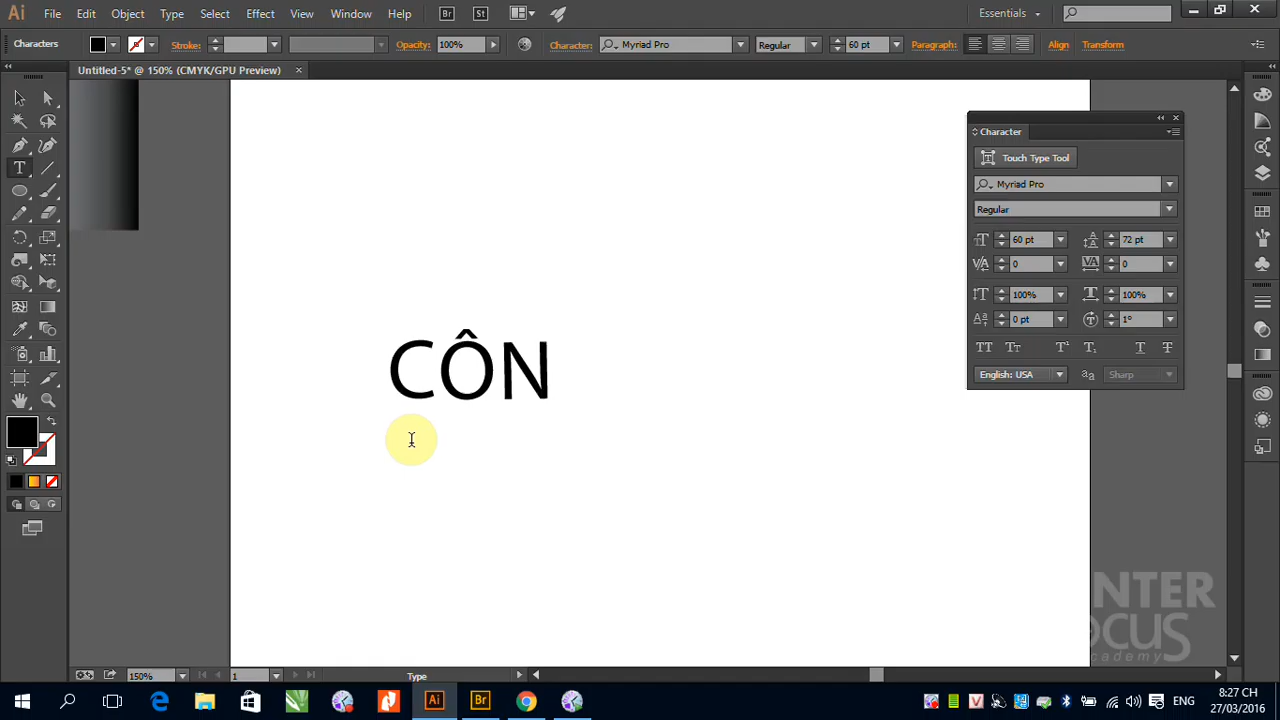 Ai File Edit Object Type Select Effect View Window Help Br St Essentials
Characters Stroke: Opacity: 100% Character: Myriad Pro Regular 60 pt Paragraph: Align Transform
Untitled-5* @ 150% (CMYK/GPU Preview)
Character
Touch Type Tool
Myriad Pro
Regular
60 pt 72 pt
0 0
100% 100%
0 pt 1°
English: USA Sharp
CÔN
NTER
OCUS
cademy
150% 1 Type
Ai Br ENG
8:27 CH
27/03/2016